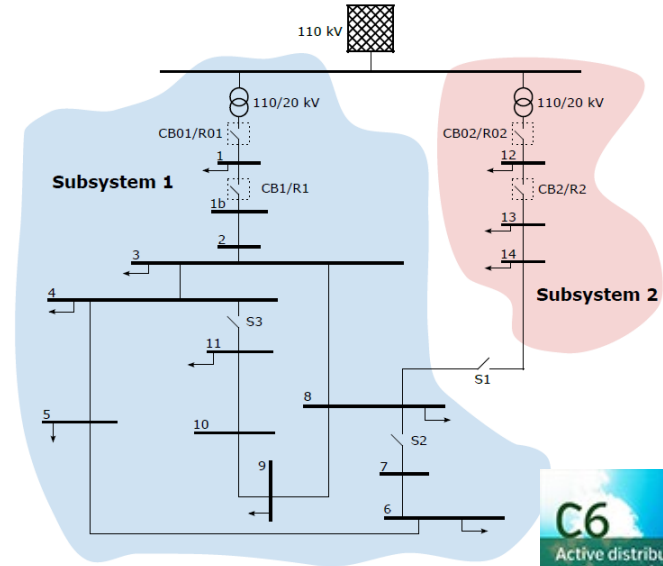 110 kV
110/20 kV
110/20 kV
CB01/R01
CB02/R02
1
12
Subsystem 1
CB1/R1
CB2/R2
1b
13
2
3
14
4
Subsystem 2
S3
11
S1
8
5
10
S2
9
7
6
C6
Active distribu